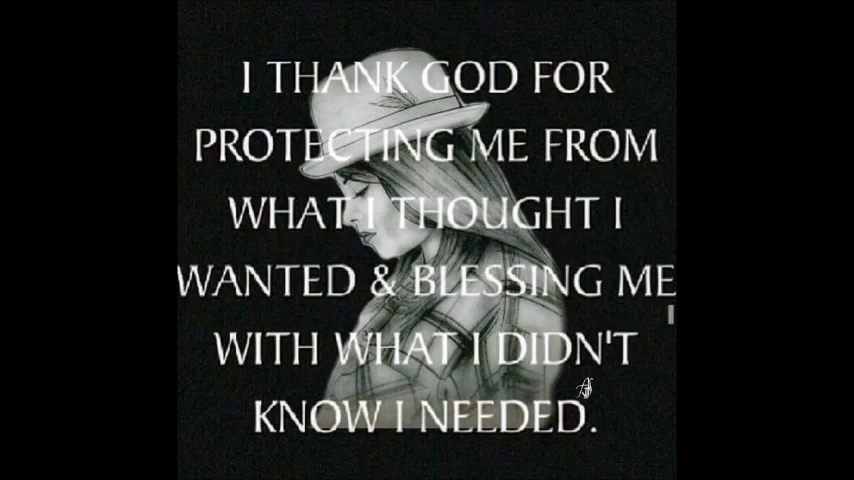 I THANK GOD FOR
PROTECTING ME FROM
WHAT I THOUGHT I
WANTED & BLESSING ME
WITH WHAT I DIDN'T
KNOW I NEEDED.